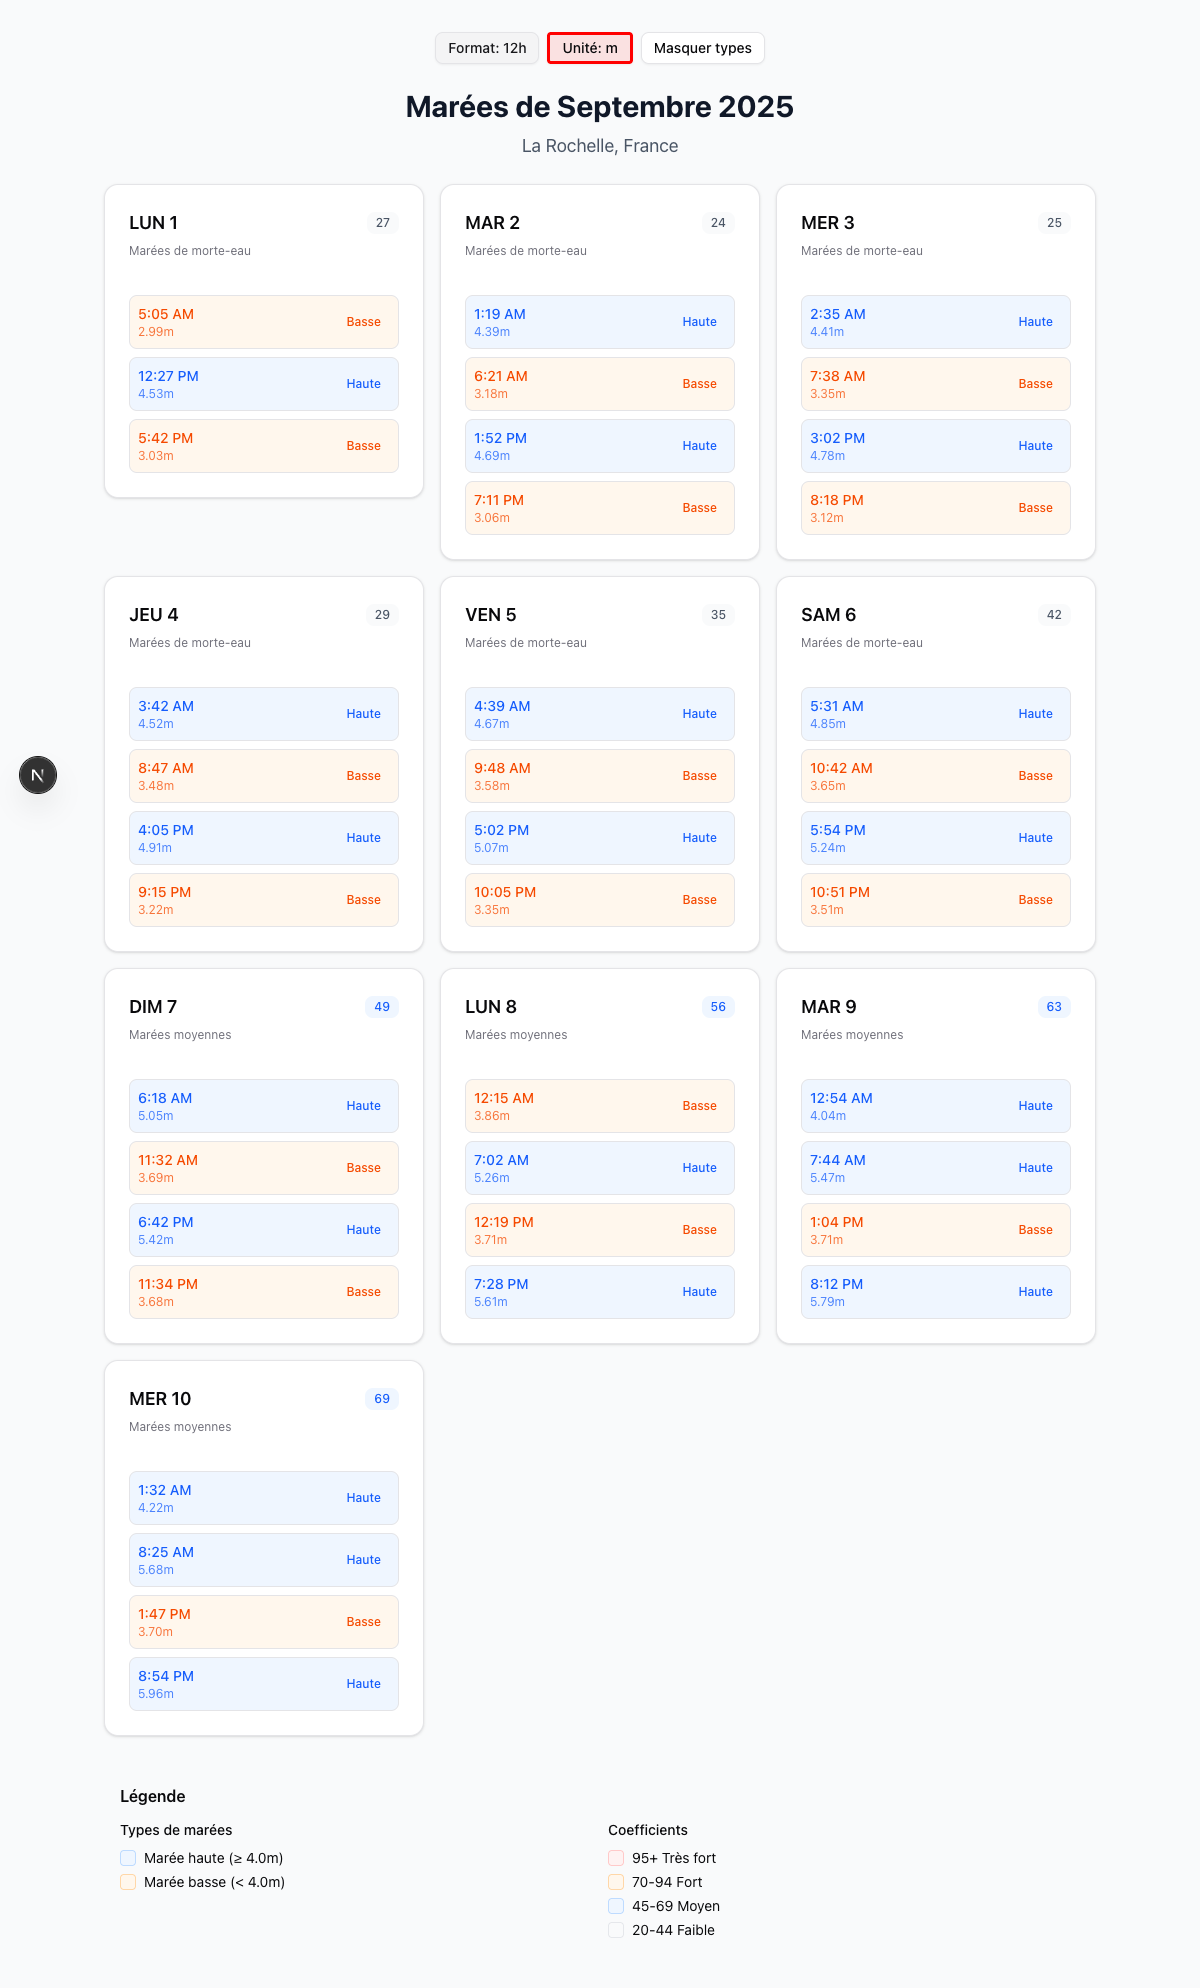 Format: 12h
Unité: m
Masquer types
Marées de Septembre 2025
La Rochelle, France
LUN 1
27
Marées de morte-eau
5:05 AM
2.99m
Basse
12:27 PM
4.53m
Haute
5:42 PM
3.03m
Basse
MAR 2
24
Marées de morte-eau
1:19 AM
4.39m
Haute
6:21 AM
3.18m
Basse
1:52 PM
4.69m
Haute
7:11 PM
3.06m
Basse
MER 3
25
Marées de morte-eau
2:35 AM
4.41m
Haute
7:38 AM
3.35m
Basse
3:02 PM
4.78m
Haute
8:18 PM
3.12m
Basse
JEU 4
29
Marées de morte-eau
3:42 AM
4.52m
Haute
8:47 AM
3.48m
Basse
4:05 PM
4.91m
Haute
9:15 PM
3.22m
Basse
VEN 5
35
Marées de morte-eau
4:39 AM
4.67m
Haute
9:48 AM
3.58m
Basse
5:02 PM
5.07m
Haute
10:05 PM
3.35m
Basse
SAM 6
42
Marées de morte-eau
5:31 AM
4.85m
Haute
10:42 AM
3.65m
Basse
5:54 PM
5.24m
Haute
10:51 PM
3.51m
Basse
N
DIM 7
49
Marées moyennes
6:18 AM
5.05m
Haute
11:32 AM
3.69m
Basse
6:42 PM
5.42m
Haute
11:34 PM
3.68m
Basse
LUN 8
56
Marées moyennes
12:15 AM
3.86m
Basse
7:02 AM
5.26m
Haute
12:19 PM
3.71m
Basse
7:28 PM
5.61m
Haute
MAR 9
63
Marées moyennes
12:54 AM
4.04m
Haute
7:44 AM
5.47m
Haute
1:04 PM
3.71m
Basse
8:12 PM
5.79m
Haute
MER 10
69
Marées moyennes
1:32 AM
4.22m
Haute
8:25 AM
5.68m
Haute
1:47 PM
3.70m
Basse
8:54 PM
5.96m
Haute
Légende
Types de marées
Marée haute (≥ 4.0m)
Marée basse (< 4.0m)
Coefficients
95+ Très fort
70-94 Fort
45-69 Moyen
20-44 Faible